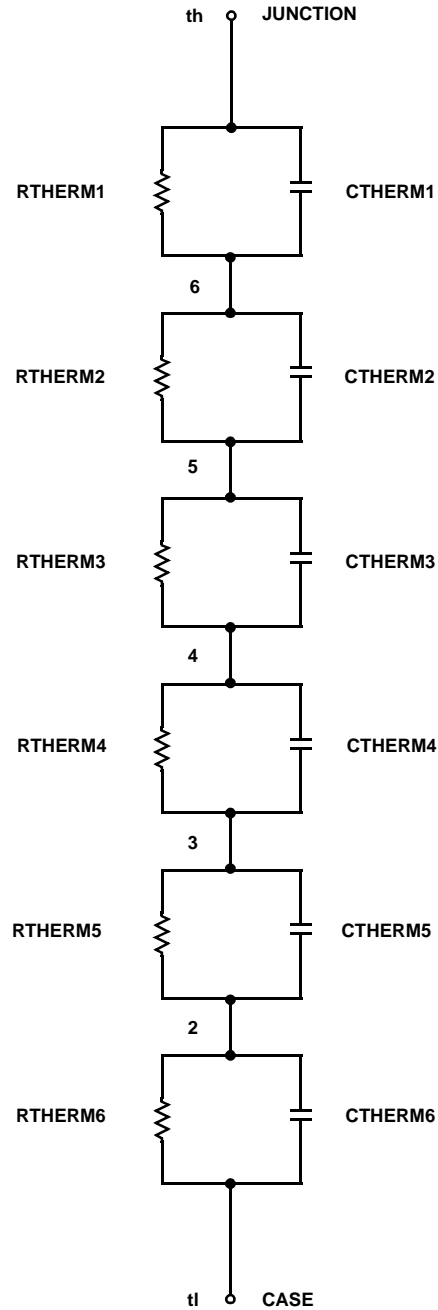 th JUNCTION
RTHERM1 CTHERM1
6
RTHERM2 CTHERM2
5
RTHERM3 CTHERM3
4
RTHERM4 CTHERM4
3
RTHERM5 CTHERM5
2
RTHERM6 CTHERM6
tl CASE